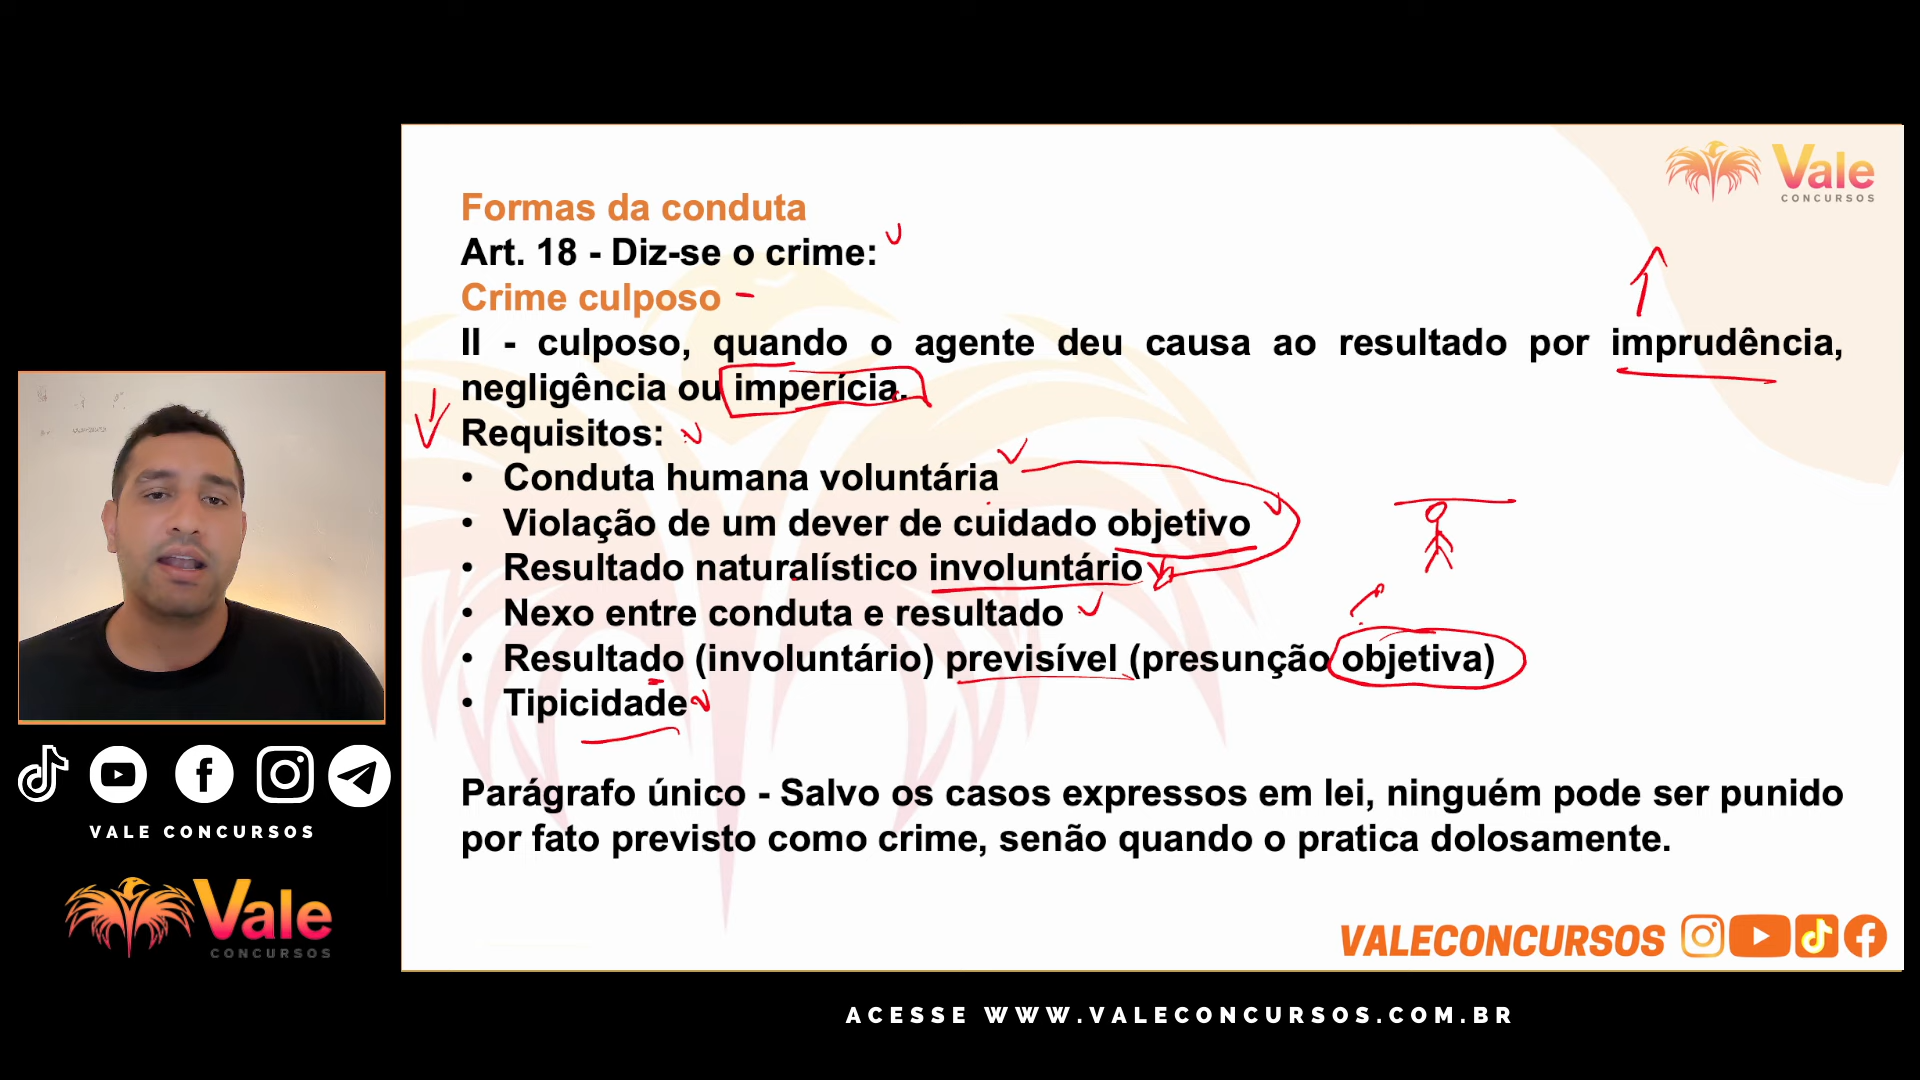 Vale
CONCURSOS
Formas da conduta
Art. 18 - Diz-se o crime:
Crime culposo
II - culposo, quando o agente deu causa ao resultado por imprudência,
negligência ou imperícia.
Requisitos:
• Conduta humana voluntária
• Violação de um dever de cuidado objetivo
• Resultado naturalístico involuntário
• Nexo entre conduta e resultado
• Resultado (involuntário) previsível (presunção objetiva)
• Tipicidade
Parágrafo único - Salvo os casos expressos em lei, ninguém pode ser punido
por fato previsto como crime, senão quando o pratica dolosamente.
VALE CONCURSOS
Vale
CONCURSOS
VALECONCURSOS
ACESSE WWW.VALECONCURSOS.COM.BR